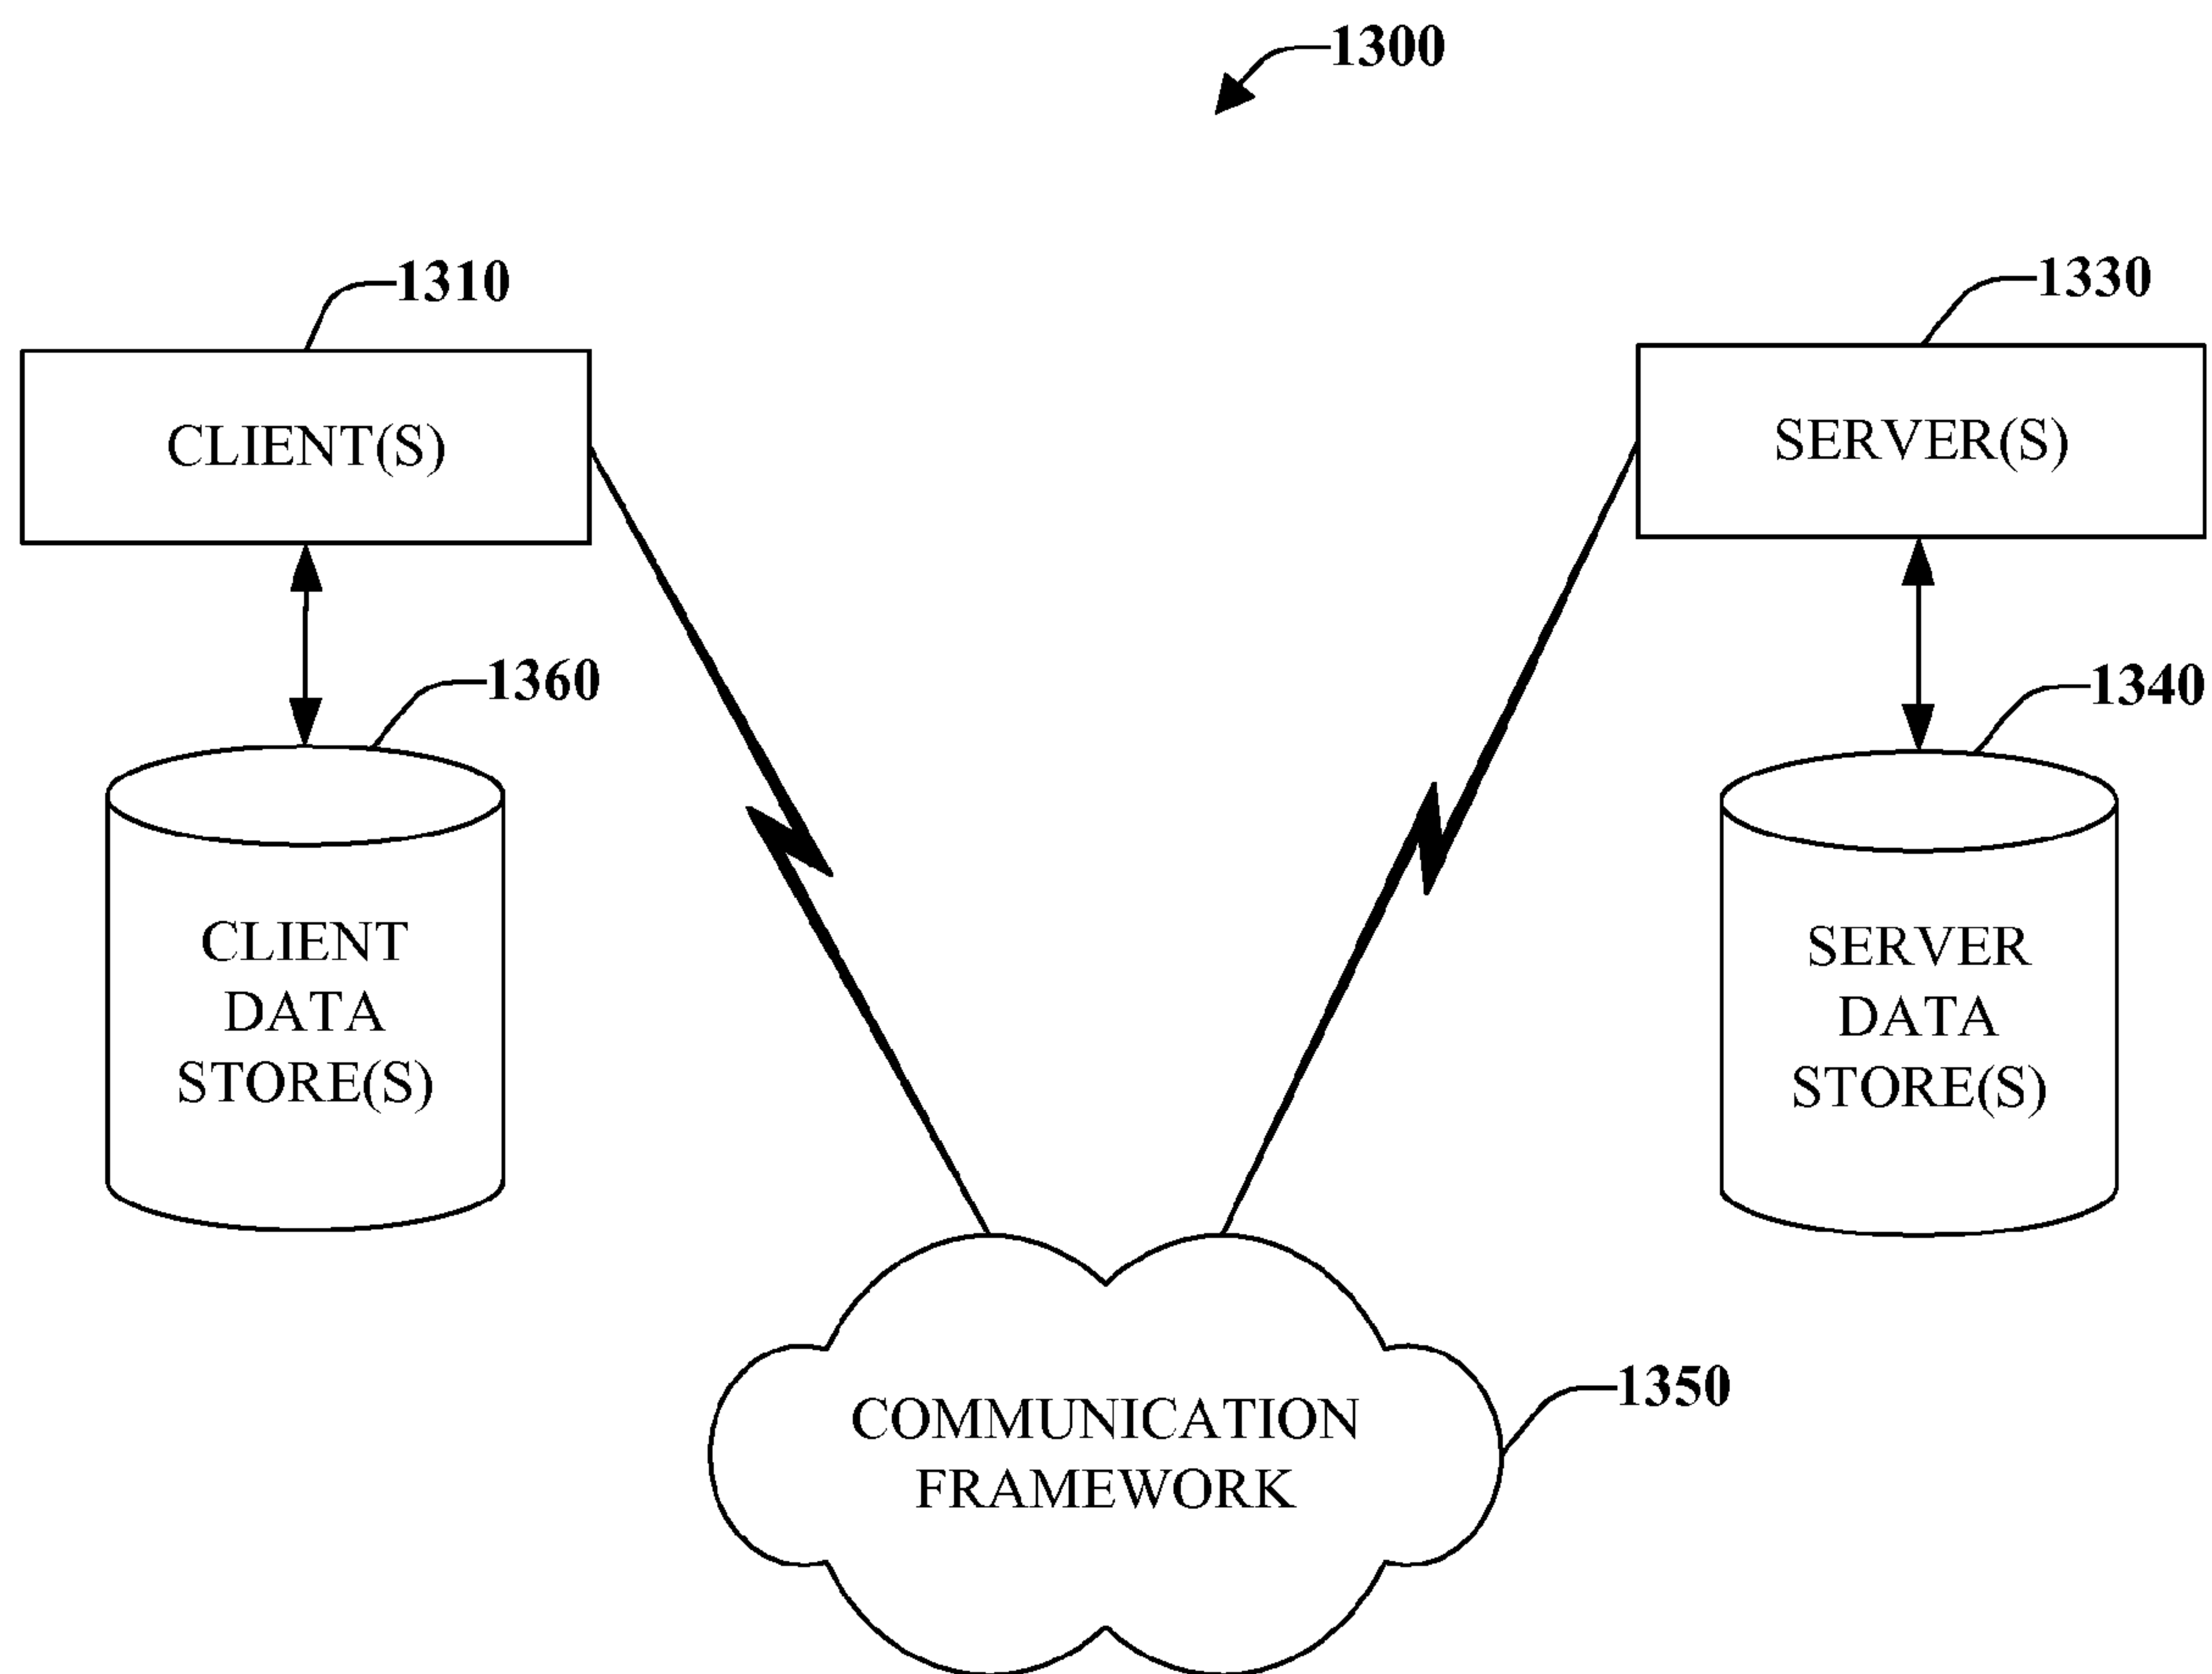 1300
1310
1330
CLIENT(S)
SERVER(S)
1360
1340
CLIENT
DATA
STORE(S)
SERVER
DATA
STORE(S)
1350
COMMUNICATION
FRAMEWORK